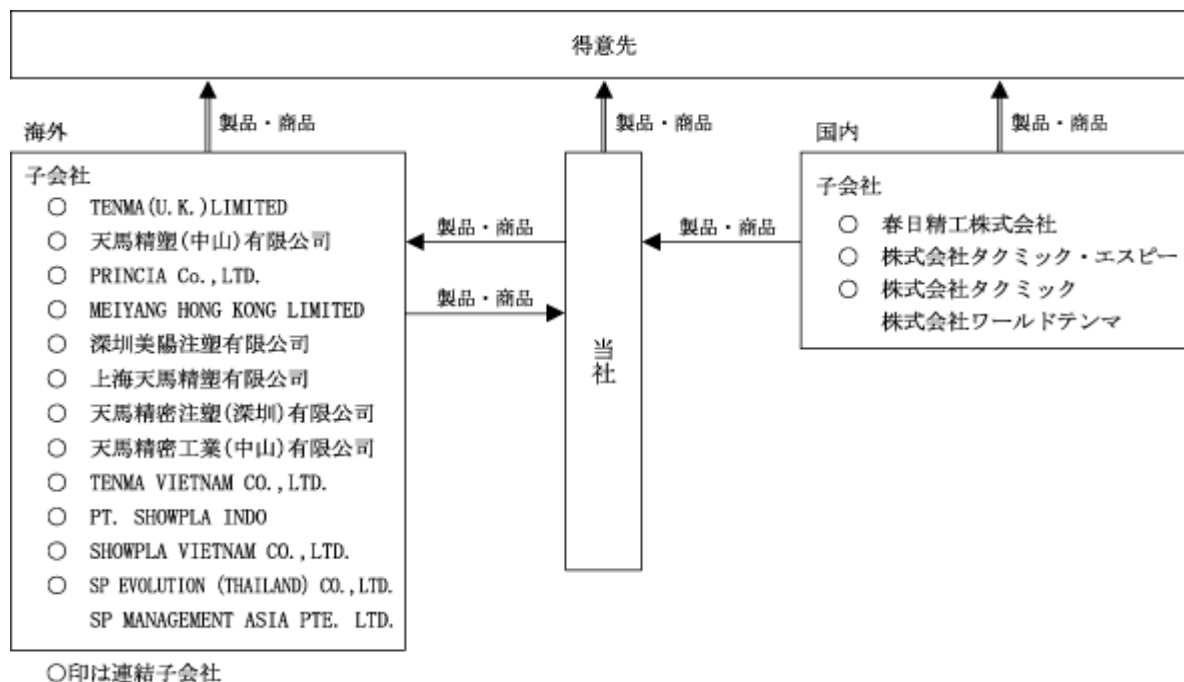 得意先
製品・商品
製品・商品
製品・商品
海外
国内
子会社
○ TENMA(U.K.)LIMITED
○ 天馬精塑(中山)有限公司
○ PRINCIA Co.,LTD.
○ MEIYANG HONG KONG LIMITED
○ 深圳美陽注塑有限公司
○ 上海天馬精塑有限公司
○ 天馬精密注塑(深圳)有限公司
○ 天馬精密工業(中山)有限公司
○ TENMA VIETNAM CO.,LTD.
○ PT. SHOWPLA INDO
○ SHOWPLA VIETNAM CO.,LTD.
○ SP EVOLUTION (THAILAND) CO.,LTD.
SP MANAGEMENT ASIA PTE. LTD.
製品・商品
製品・商品
当社
製品・商品
子会社
○ 春日精工株式会社
○ 株式会社タクミック・エスピー
○ 株式会社タクミック
株式会社ワールドテンマ
○印は連結子会社